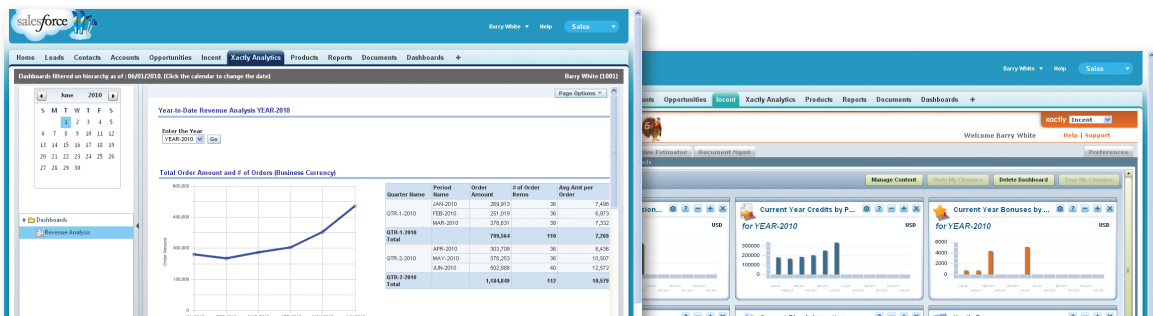 salesforce
Barry White Help Sales
Home Leads Contacts Accounts Opportunities Incent Xactly Analytics Products Reports Documents Dashboards +
Dashboards filtered on hierarchy as of : 06/01/2010. (Click the calendar to change the date) Barry White (1001)
June 2010
S M T W T F S
1 2 3 4 5
6 7 8 9 10 11 12
13 14 15 16 17 18 19
20 21 22 23 24 25 26
27 28 29 30
Dashboards
Revenue Analysis
Page Options
Year-to-Date Revenue Analysis YEAR-2010
Enter the Year
YEAR-2010 Go
Total Order Amount and # of Orders (Business Currency)
600,000
450,000
300,000
150,000
0
Order Amount
Quarter Name Period Name Order Amount # of Order Items Avg Amt per Order
JAN-2010 269,913 36 7,498
QTR-1-2010 FEB-2010 251,019 36 6,973
MAR-2010 278,631 38 7,332
QTR-1-2010 Total 799,564 110 7,269
APR-2010 303,708 36 8,436
QTR-2-2010 MAY-2010 378,253 36 10,507
JUN-2010 502,888 40 12,572
QTR-2-2010 Total 1,184,849 112 10,579
Barry White Help Sales
Opportunities Incent Xactly Analytics Products Reports Documents Dashboards +
xactly Incent
Welcome Barry White Help | Support
Estimator Document Mgmt Preferences
Manage Content Undo My Changes Delete Dashboard Save My Changes
Current Year Credits by P...
for YEAR-2010 USD
300000
200000
100000
0
Current Year Bonuses by ...
for YEAR-2010 USD
6000
4000
2000
0
USD